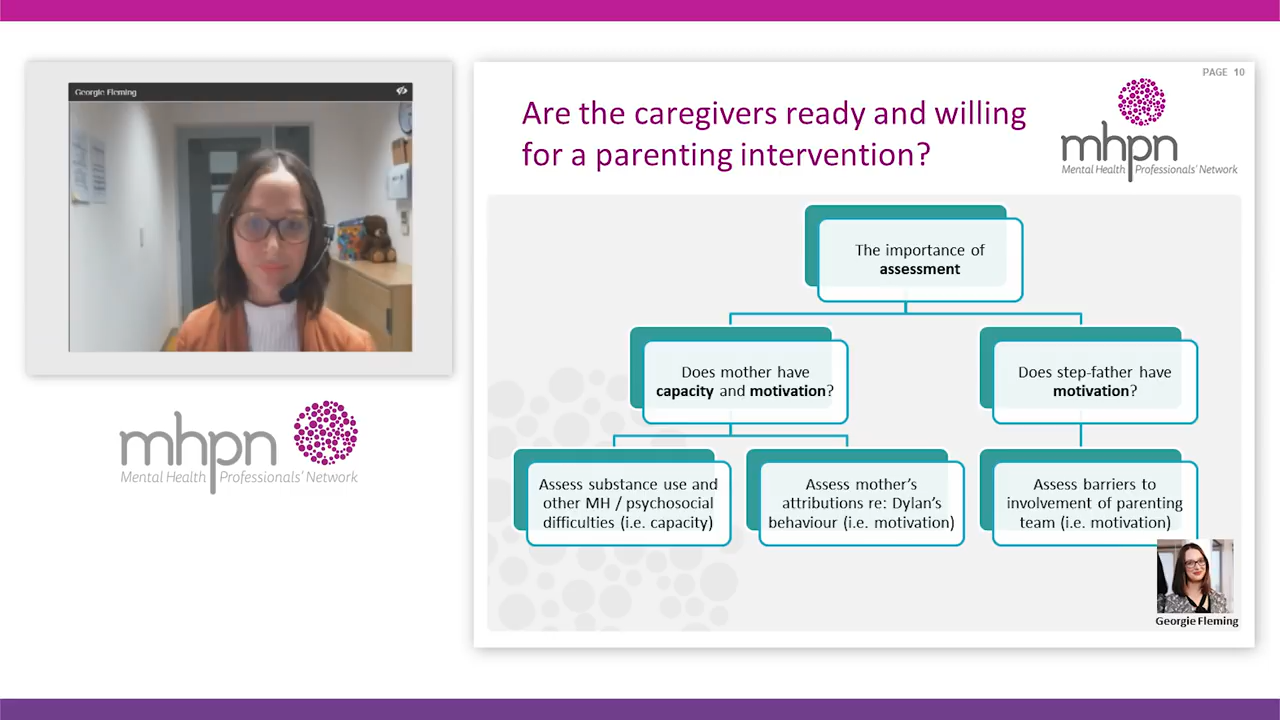 Georgie Fleming
mhpn
Mental Health Professionals' Network
PAGE 10
Are the caregivers ready and willing
for a parenting intervention?
mhpn
Mental Health Professionals' Network
The importance of
assessment
Does mother have
capacity and motivation?
Does step-father have
motivation?
Assess substance use and
other MH / psychosocial
difficulties (i.e. capacity)
Assess mother's
attributions re: Dylan's
behaviour (i.e. motivation)
Assess barriers to
involvement of parenting
team (i.e. motivation)
Georgie Fleming